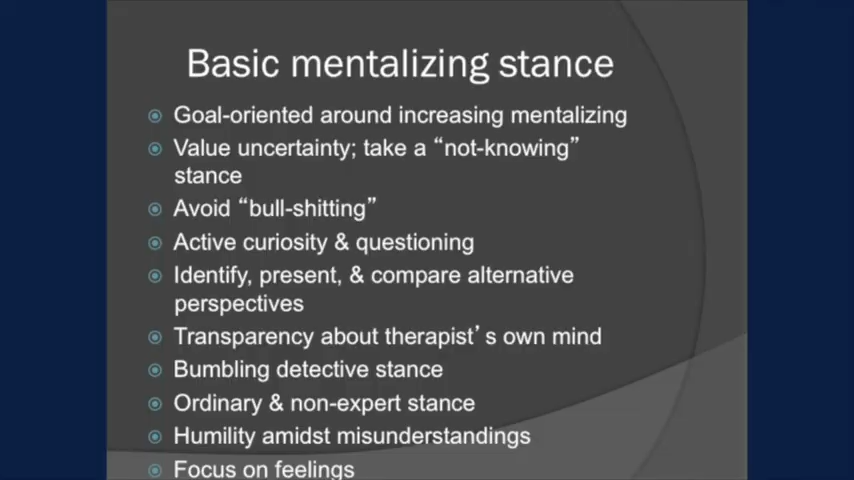 Basic mentalizing stance
Goal-oriented around increasing mentalizing
Value uncertainty; take a “not-knowing”
stance
Avoid “bull-shitting”
Active curiosity & questioning
Identify, present, & compare alternative
perspectives
Transparency about therapist’s own mind
Bumbling detective stance
Ordinary & non-expert stance
Humility amidst misunderstandings
Focus on feelings